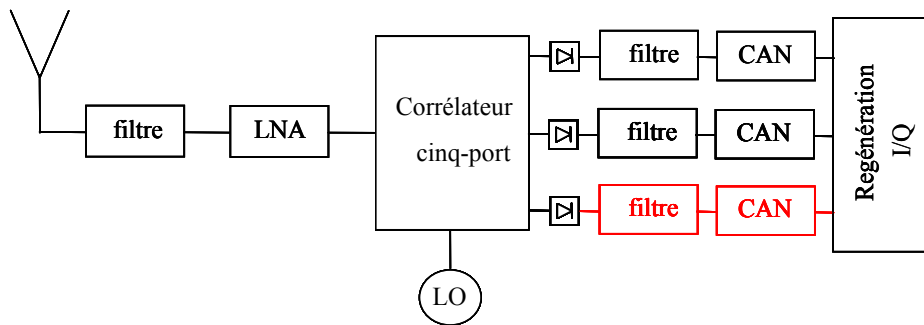 filtre
LNA
Corrélateur
cinq-port
LO
filtre
CAN
filtre
CAN
filtre
CAN
Regénération
I/Q